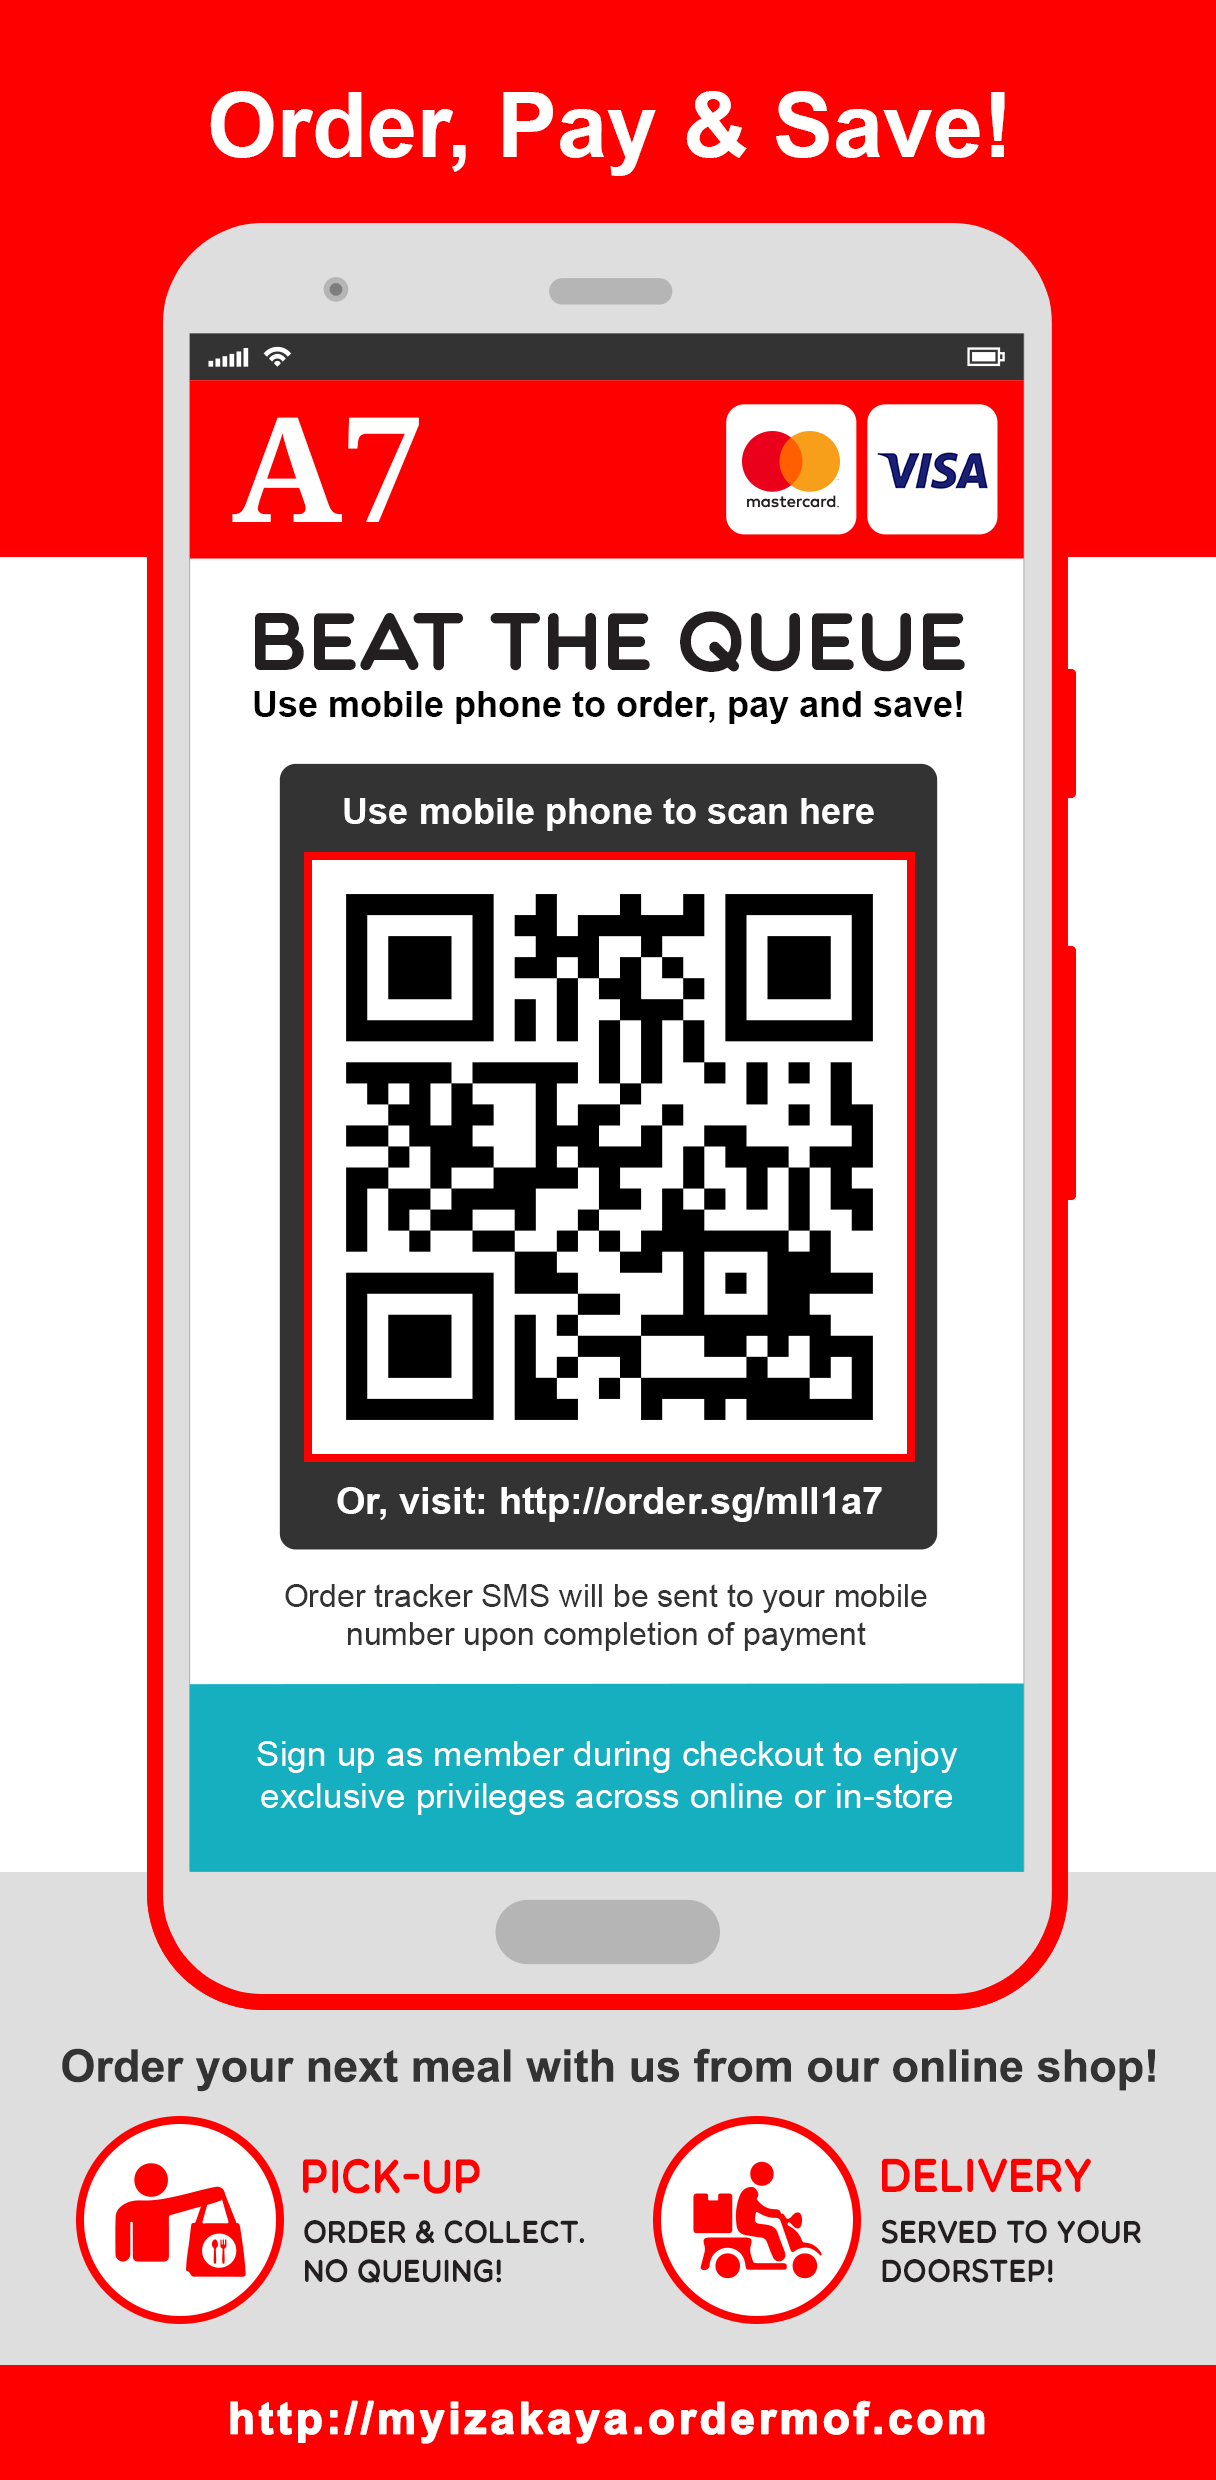 Order, Pay & Save!
A7
mastercard.
VISA
BEAT THE QUEUE
Use mobile phone to order, pay and save!
Use mobile phone to scan here
Or, visit: http://order.sg/mll1a7
Order tracker SMS will be sent to your mobile
number upon completion of payment
Sign up as member during checkout to enjoy
exclusive privileges across online or in-store
Order your next meal with us from our online shop!
PICK-UP
ORDER & COLLECT.
NO QUEUING!
DELIVERY
SERVED TO YOUR
DOORSTEP!
http://myizakaya.ordermof.com